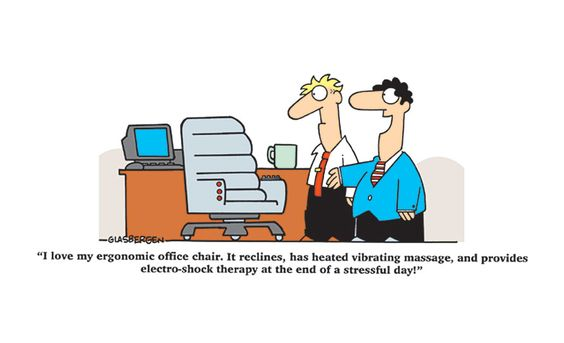 GLASBERGEN
“I love my ergonomic office chair. It reclines, has heated vibrating massage, and provides
electro-shock therapy at the end of a stressful day!”